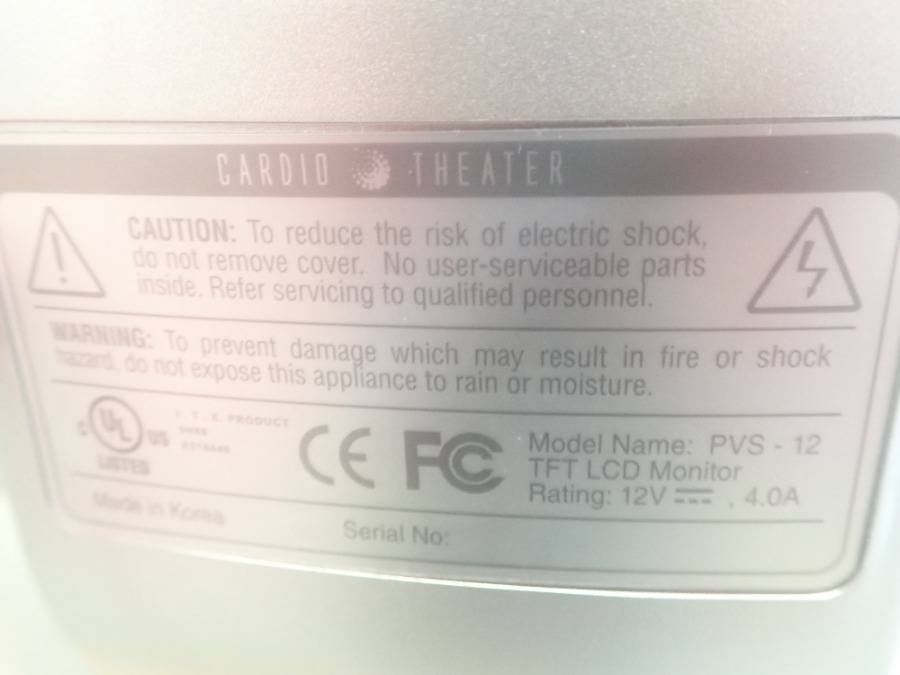 CARDIO THEATER
CAUTION: To reduce the risk of electric shock,
do not remove cover. No user-serviceable parts
inside. Refer servicing to qualified personnel.
WARNING: To prevent damage which may result in fire or shock
hazard, do not expose this appliance to rain or moisture.
C UL US
LISTED
I. T. E. PRODUCT
CE FC
Model Name: PVS - 12
TFT LCD Monitor
Rating: 12V ⎓ , 4.0A
Made in Korea
Serial No: